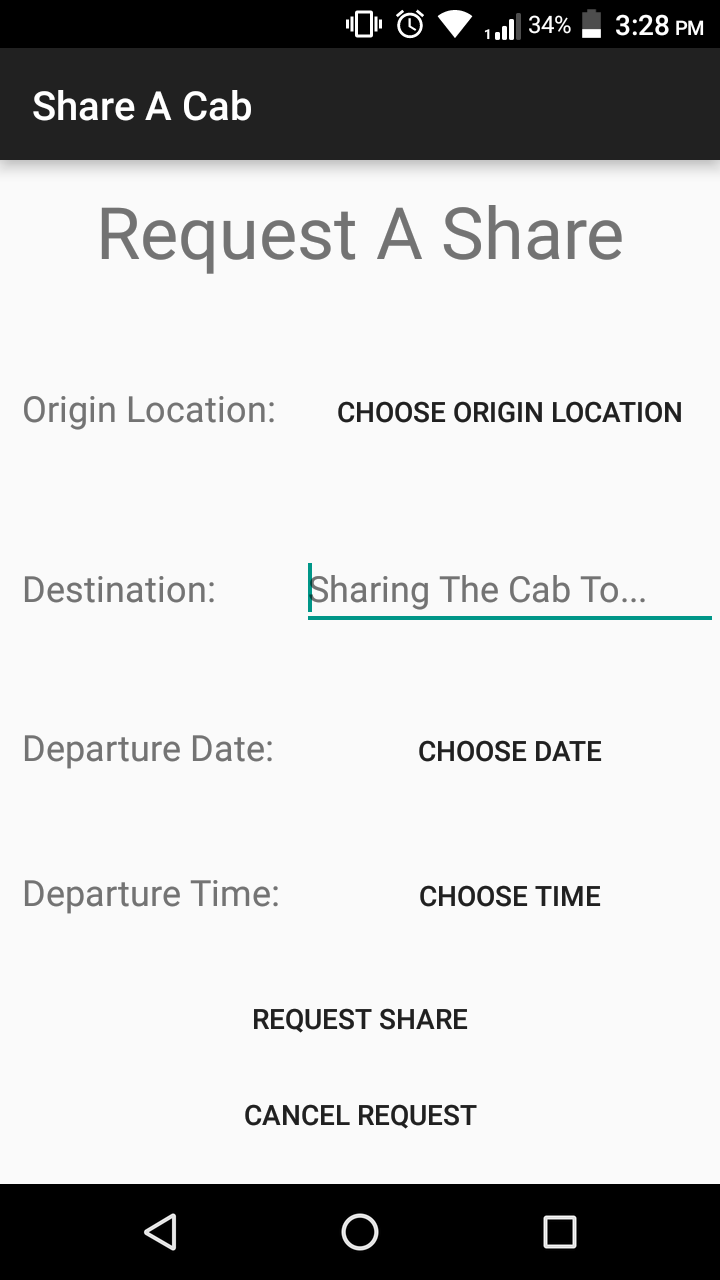 1 34% 3:28 PM
Share A Cab
Request A Share
Origin Location: CHOOSE ORIGIN LOCATION
Destination: Sharing The Cab To...
Departure Date: CHOOSE DATE
Departure Time: CHOOSE TIME
REQUEST SHARE
CANCEL REQUEST